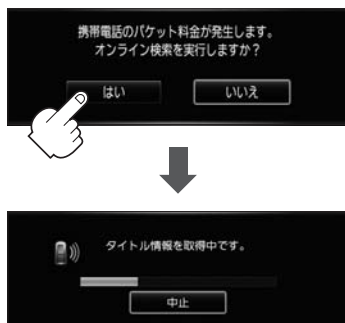 携帯電話のパケット料金が発生します。
オンライン検索を実行しますか？
はい
いいえ
タイトル情報を取得中です。
中止